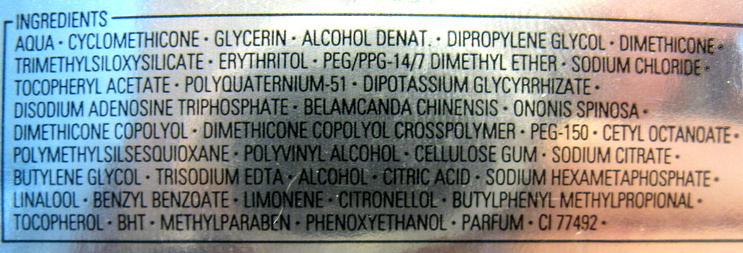 INGREDIENTS
AQUA • CYCLOMETHICONE • GLYCERIN • ALCOHOL DENAT. • DIPROPYLENE GLYCOL • DIMETHICONE •
TRIMETHYLSILOXYSILICATE • ERYTHRITOL • PEG/PPG-14/7 DIMETHYL ETHER • SODIUM CHLORIDE •
TOCOPHERYL ACETATE • POLYQUATERNIUM-51 • DIPOTASSIUM GLYCYRRHIZATE •
DISODIUM ADENOSINE TRIPHOSPHATE • BELAMCANDA CHINENSIS • ONONIS SPINOSA •
DIMETHICONE COPOLYOL • DIMETHICONE COPOLYOL CROSSPOLYMER • PEG-150 • CETYL OCTANOATE •
POLYMETHYLSILSESQUIOXANE • POLYVINYL ALCOHOL • CELLULOSE GUM • SODIUM CITRATE •
BUTYLENE GLYCOL • TRISODIUM EDTA • ALCOHOL • CITRIC ACID • SODIUM HEXAMETAPHOSPHATE •
LINALOOL • BENZYL BENZOATE • LIMONENE • CITRONELLOL • BUTYLPHENYL METHYLPROPIONAL •
TOCOPHEROL • BHT • METHYLPARABEN • PHENOXYETHANOL • PARFUM • CI 77492 •